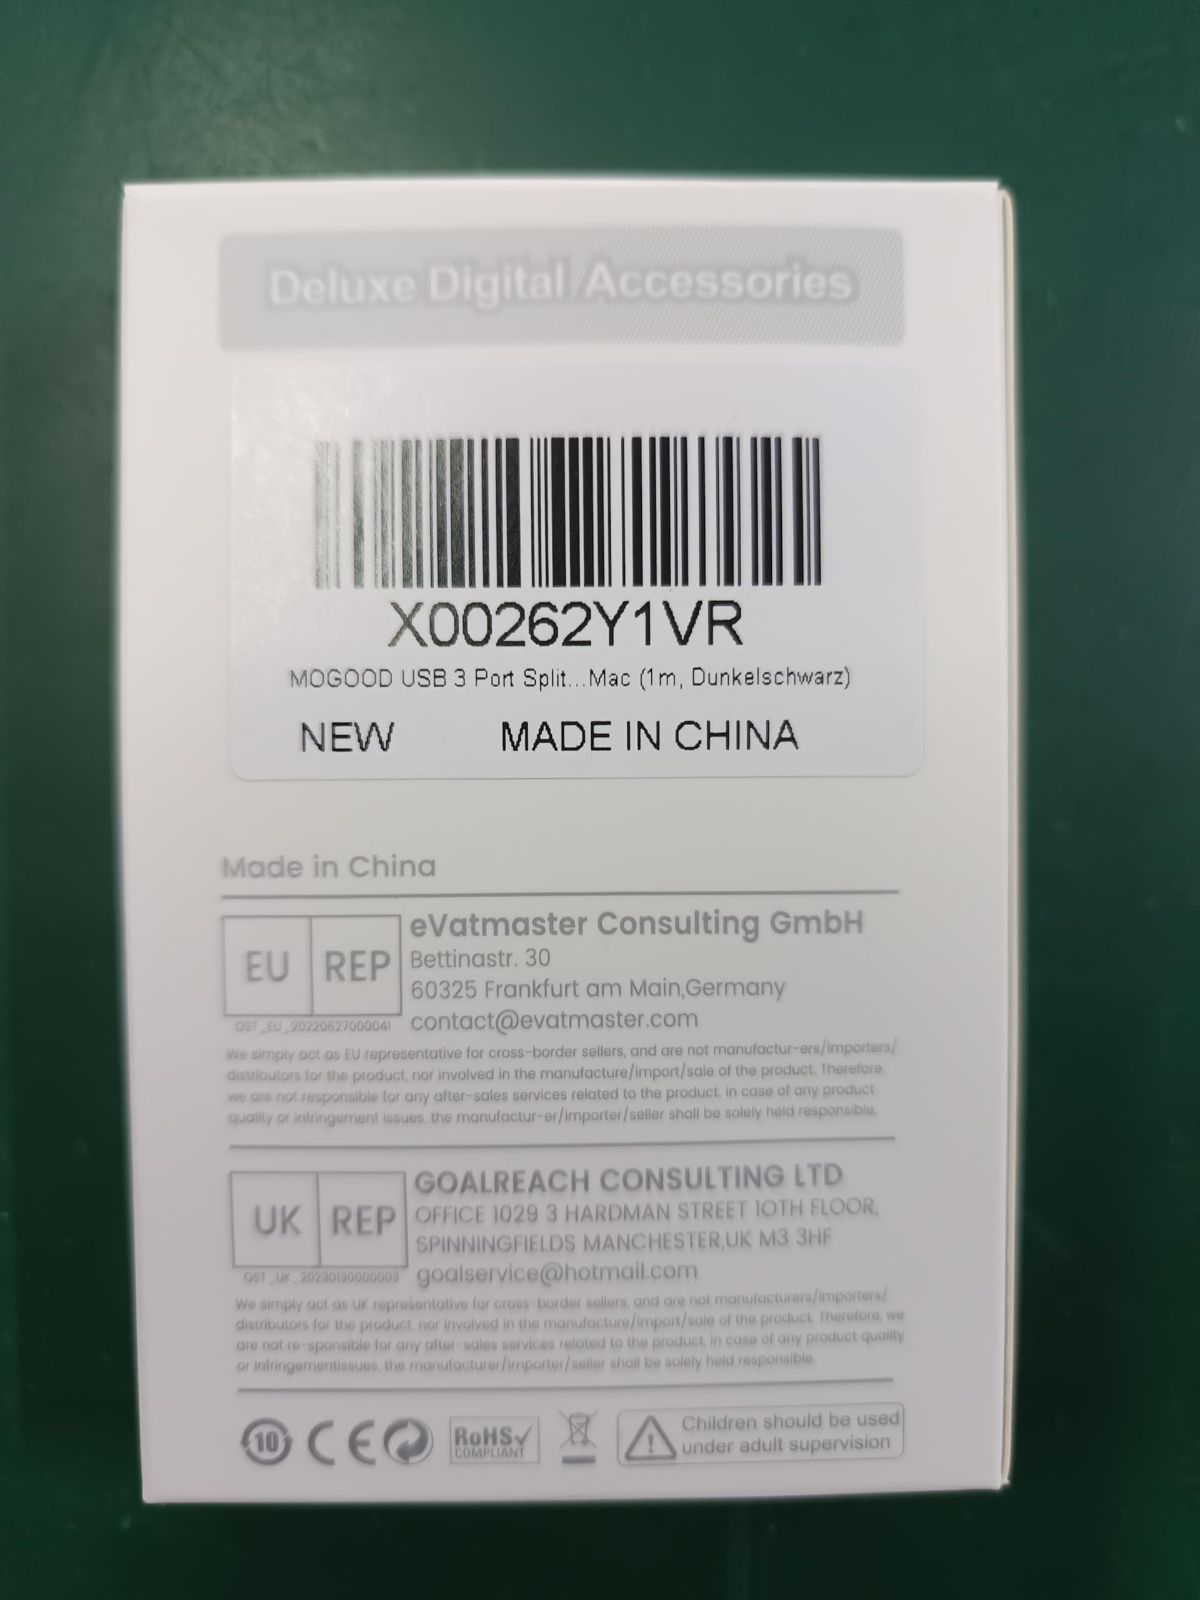 Deluxe Digital Accessories
X00262Y1VR
MOGOOD USB 3 Port Split...Mac (1m, Dunkelschwarz)
NEW MADE IN CHINA
Made in China
EU REP
eVatmaster Consulting GmbH
Bettinastr. 30
60325 Frankfurt am Main,Germany
contact@evatmaster.com
OST_EU_20220627000041
We simply act as EU representative for cross-border sellers, and are not manufactur-ers/importers/
distributors for the product, nor involved in the manufacture/import/sale of the product. Therefore
we are not responsible for any after-sales services related to the product, in case of any product
quality or infringement issues, the manufactur-er/importer/seller shall be solely held responsible.
UK REP
GOALREACH CONSULTING LTD
OFFICE 1029 3 HARDMAN STREET 10TH FLOOR,
SPINNINGFIELDS MANCHESTER,UK M3 3HF
goalservice@hotmail.com
OST_UK_20230130000003
We simply act as UK representative for cross-border sellers, and are not manufacturers/importers/
distributors for the product, nor involved in the manufacture/import/sale of the product. Therefore, we
are not re-sponsible for any after-sales services related to the product, in case of any product quality
or infringementissues, the manufacturer/importer/seller shall be solely held responsible.
10 CE RoHS COMPLIANT
Children should be used
under adult supervision